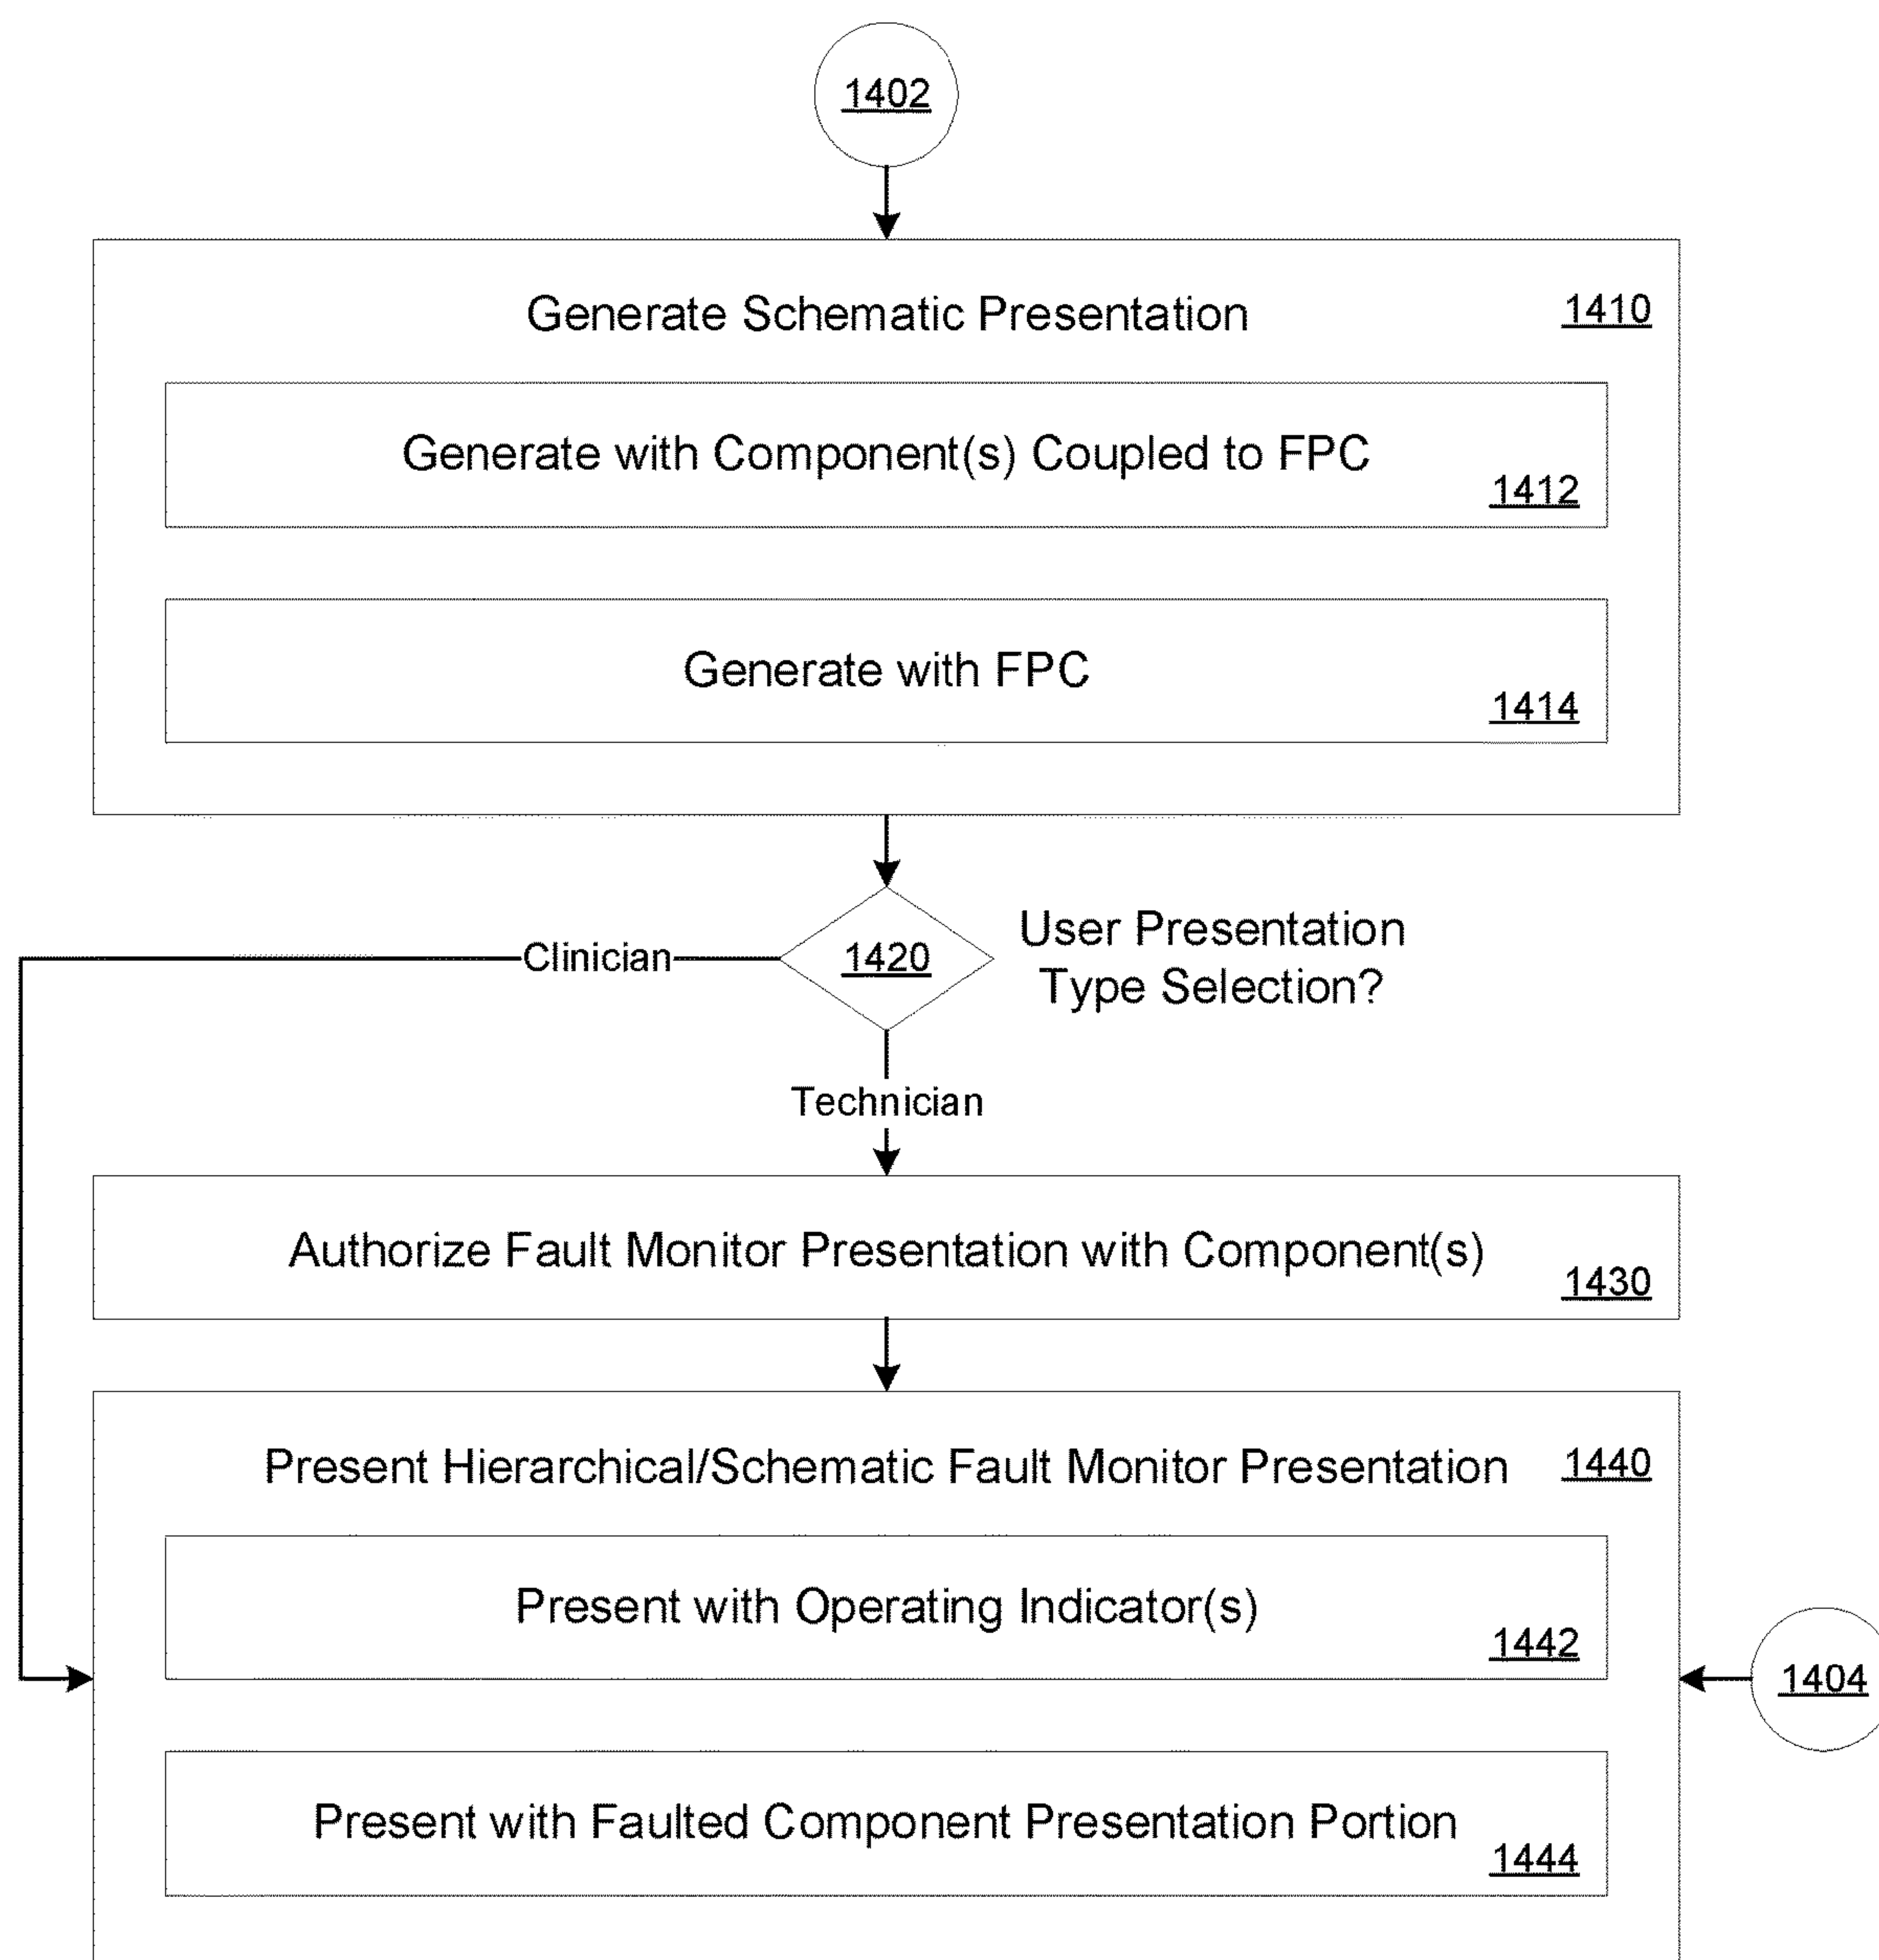 1402
Generate Schematic Presentation
1410
Generate with Component(s) Coupled to FPC
1412
Generate with FPC
1414
Clinician
1420
User Presentation
Type Selection?
Technician
Authorize Fault Monitor Presentation with Component(s)
1430
Present Hierarchical/Schematic Fault Monitor Presentation
1440
Present with Operating Indicator(s)
1442
1404
Present with Faulted Component Presentation Portion
1444